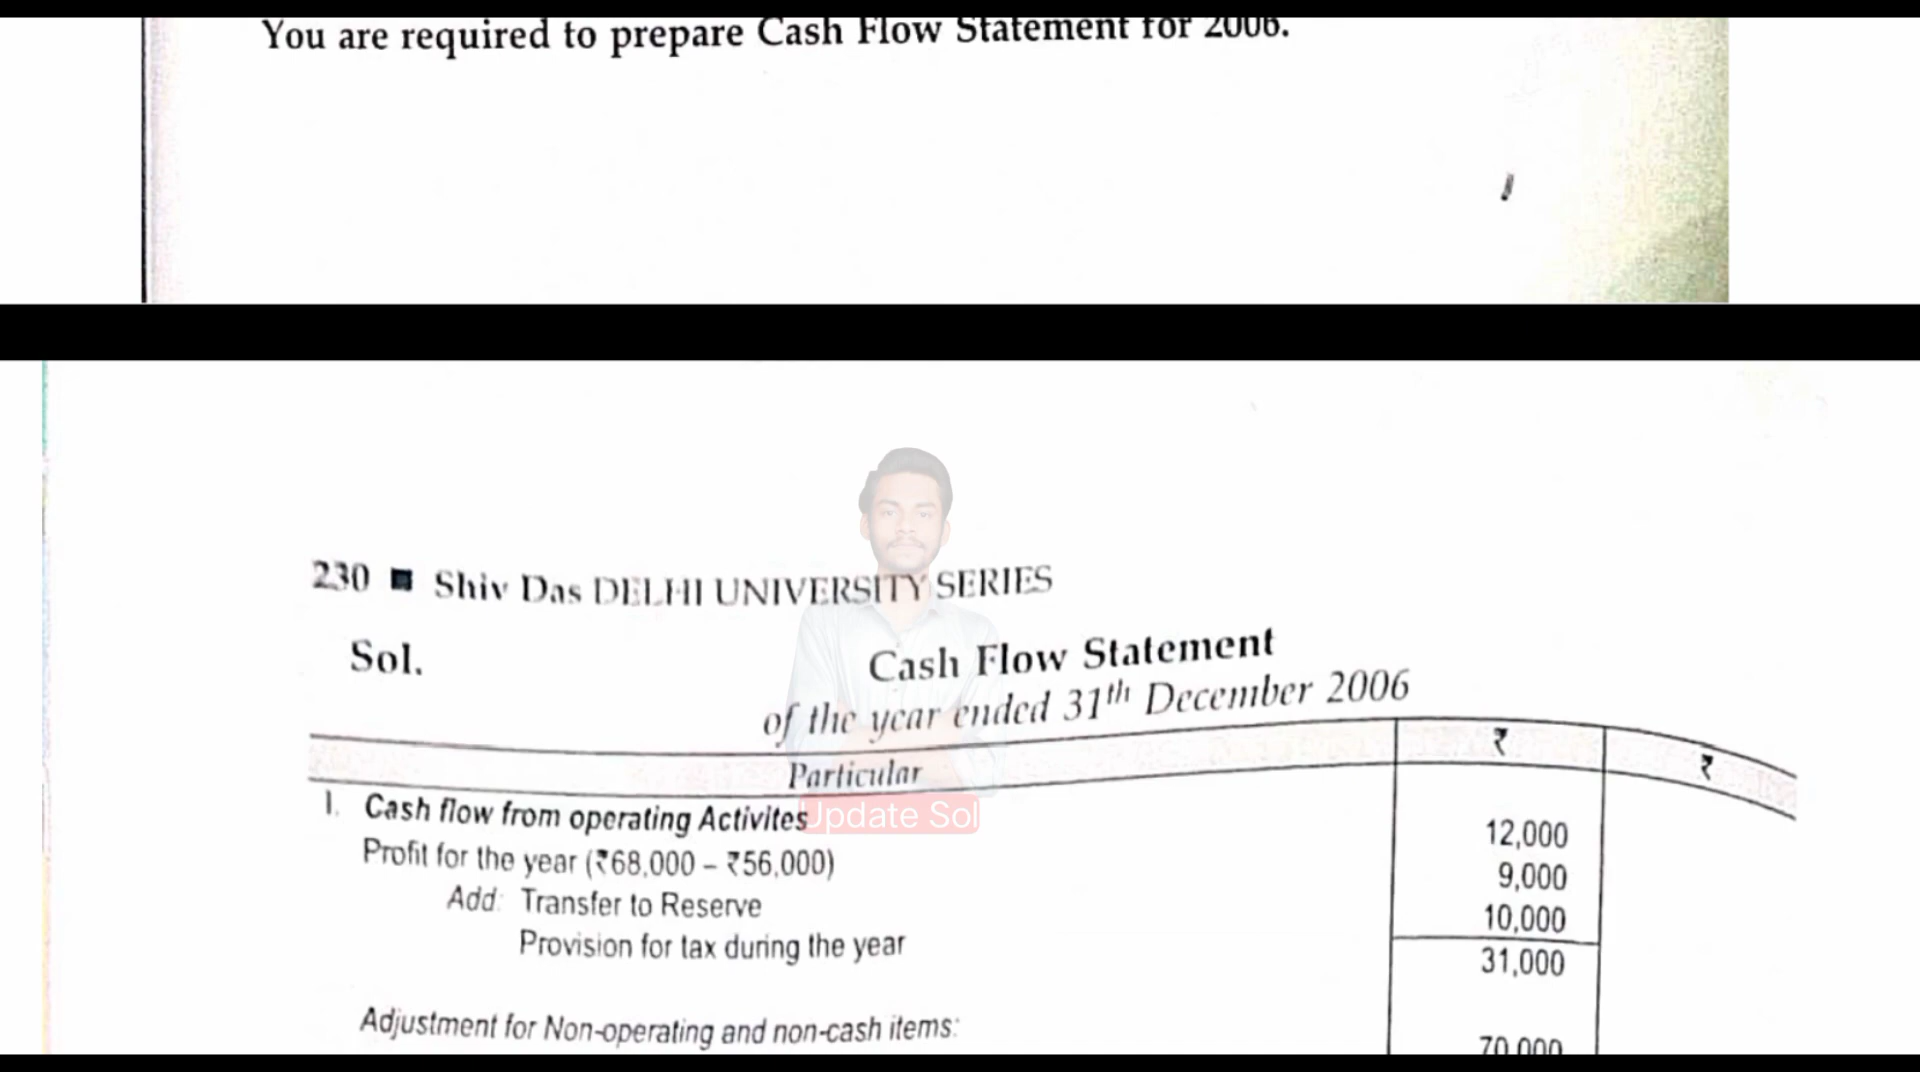 You are required to prepare Cash Flow Statement for 2006.
230 ■ Shiv Das DELHI UNIVERSITY SERIES
Sol. Cash Flow Statement
of the year ended 31th December 2006
Particular ₹ ₹
1. Cash flow from operating Activites
Update Sol
Profit for the year (₹68,000 – ₹56,000) 12,000
Add: Transfer to Reserve 9,000
Provision for tax during the year 10,000
31,000
Adjustment for Non-operating and non-cash items:
70,000